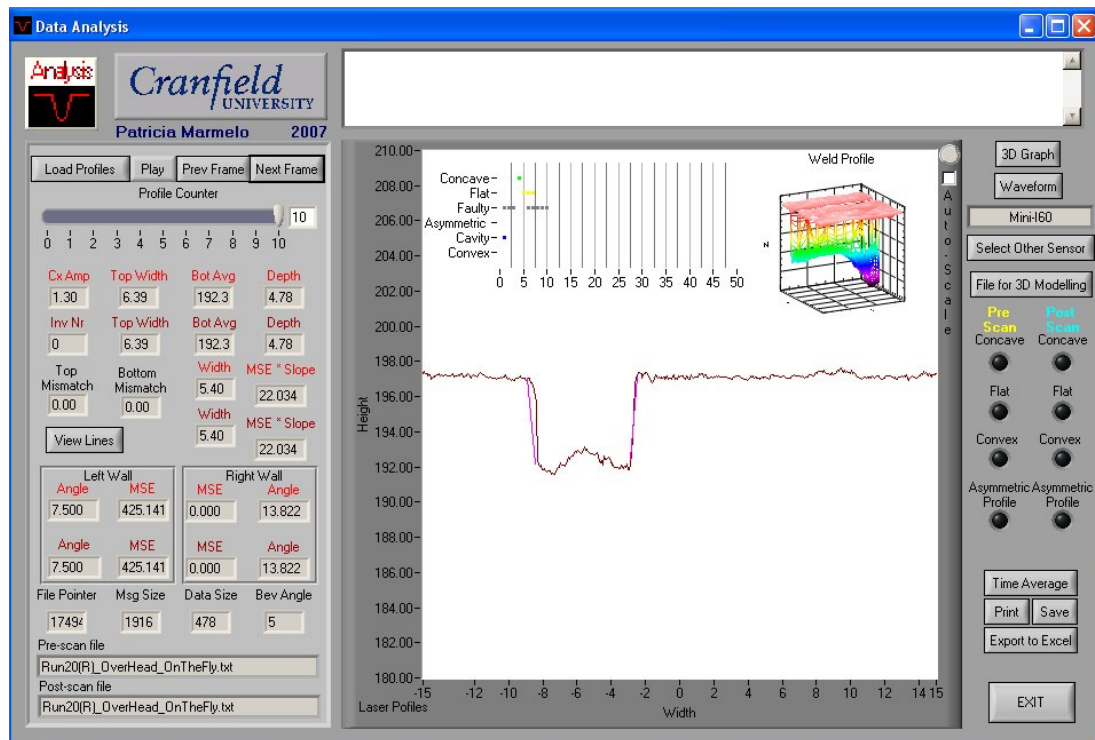 Data Analysis
Analysis
Cranfield
UNIVERSITY
Patricia Marmelo 2007
Load Profiles Play Prev Frame Next Frame
Profile Counter
10
0 1 2 3 4 5 6 7 8 9 10
Cx Amp Top Width Bot Avg Depth
1.30 6.39 192.3 4.78
Inv Nr Top Width Bot Avg Depth
0 6.39 192.3 4.78
Top Mismatch Bottom Mismatch Width MSE * Slope
0.00 0.00 5.40 22.034
Width MSE * Slope
5.40 22.034
View Lines
Left Wall Right Wall
Angle MSE MSE Angle
7.500 425.141 0.000 13.822
Angle MSE MSE Angle
7.500 425.141 0.000 13.822
File Pointer Msg Size Data Size Bev Angle
1916 478 5
Pre-scan file
Run20(R)_OverHead_OnTheFly.txt
Post-scan file
Run20(R)_OverHead_OnTheFly.txt
210.00
208.00
206.00
204.00
202.00
200.00
198.00
196.00
194.00
192.00
190.00
188.00
186.00
184.00
182.00
180.00
Height
-15 -12 -10 -8 -6 -4 -2 0 2 4 6 8 10 12 14 15
Laser Pofiles
Width
Concave
Flat
Faulty
Asymmetric
Cavity
Convex
0 5 10 15 20 25 30 35 40 45 50
Weld Profile
Z
Auto-Scale
3D Graph
Waveform
Mini-I60
Select Other Sensor
File for 3D Modelling
Pre Scan Post Scan
Concave Concave
Flat Flat
Convex Convex
Asymmetric Profile Asymmetric Profile
Time Average
Print Save
Export to Excel
EXIT